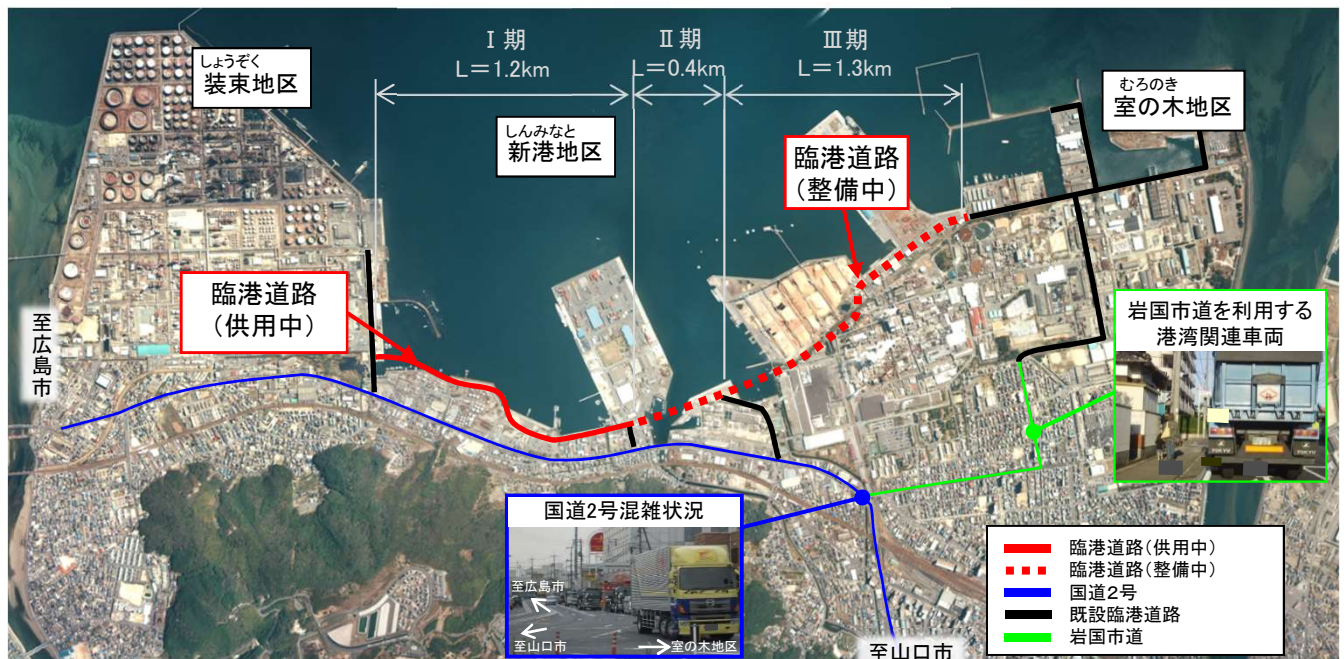 Ⅰ期
L=1.2km
Ⅱ期
L=0.4km
Ⅲ期
L=1.3km
しょうぞく
装束地区
しんみなと
新港地区
むろのき
室の木地区
臨港道路
(整備中)
臨港道路
(供用中)
至広島市
岩国市道を利用する
港湾関連車両
国道2号混雑状況
至広島市
至山口市
室の木地区
至山口市
臨港道路(供用中)
臨港道路(整備中)
国道2号
既設臨港道路
岩国市道